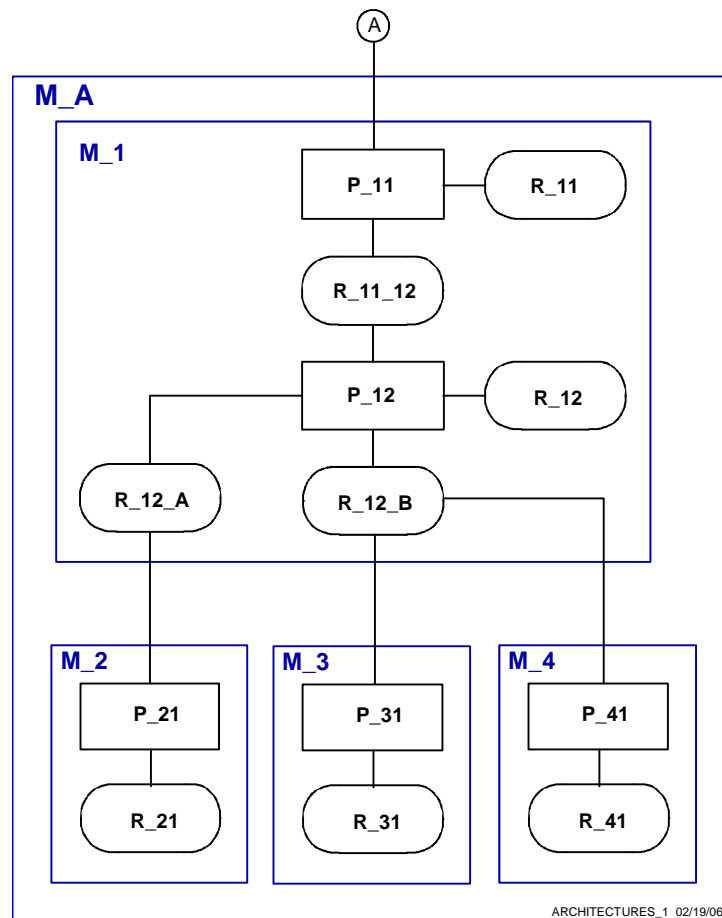 A
M_A
M_1
P_11
R_11
R_11_12
P_12
R_12
R_12_A
R_12_B
M_2
M_3
M_4
P_21
P_31
P_41
R_21
R_31
R_41
ARCHITECTURES_1 02/19/06